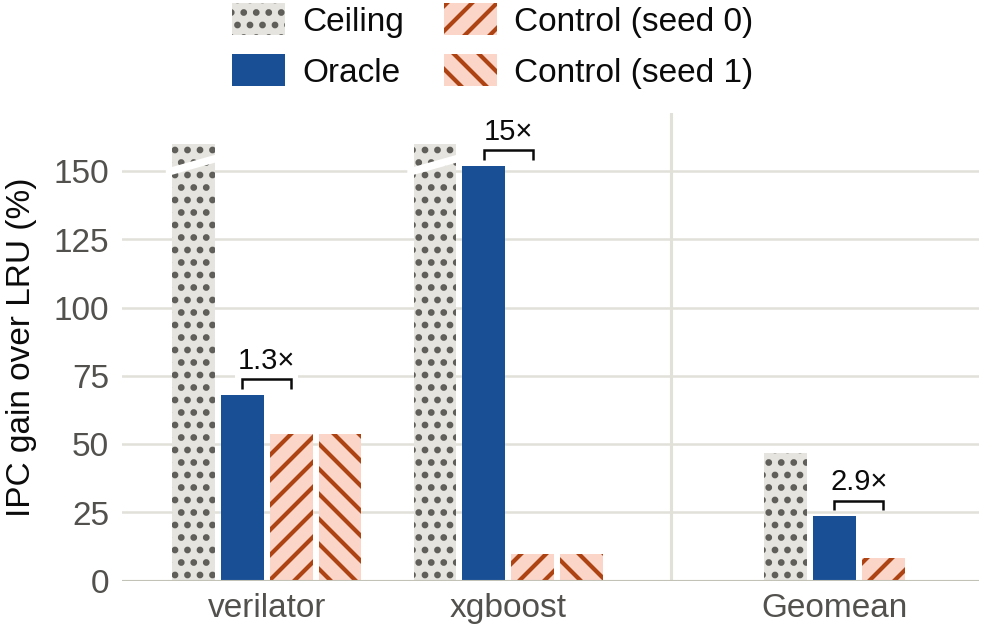 Ceiling
Control (seed 0)
Oracle
Control (seed 1)
IPC gain over LRU (%)
150
125
100
75
50
25
0
15×
1.3×
2.9×
verilator
xgboost
Geomean